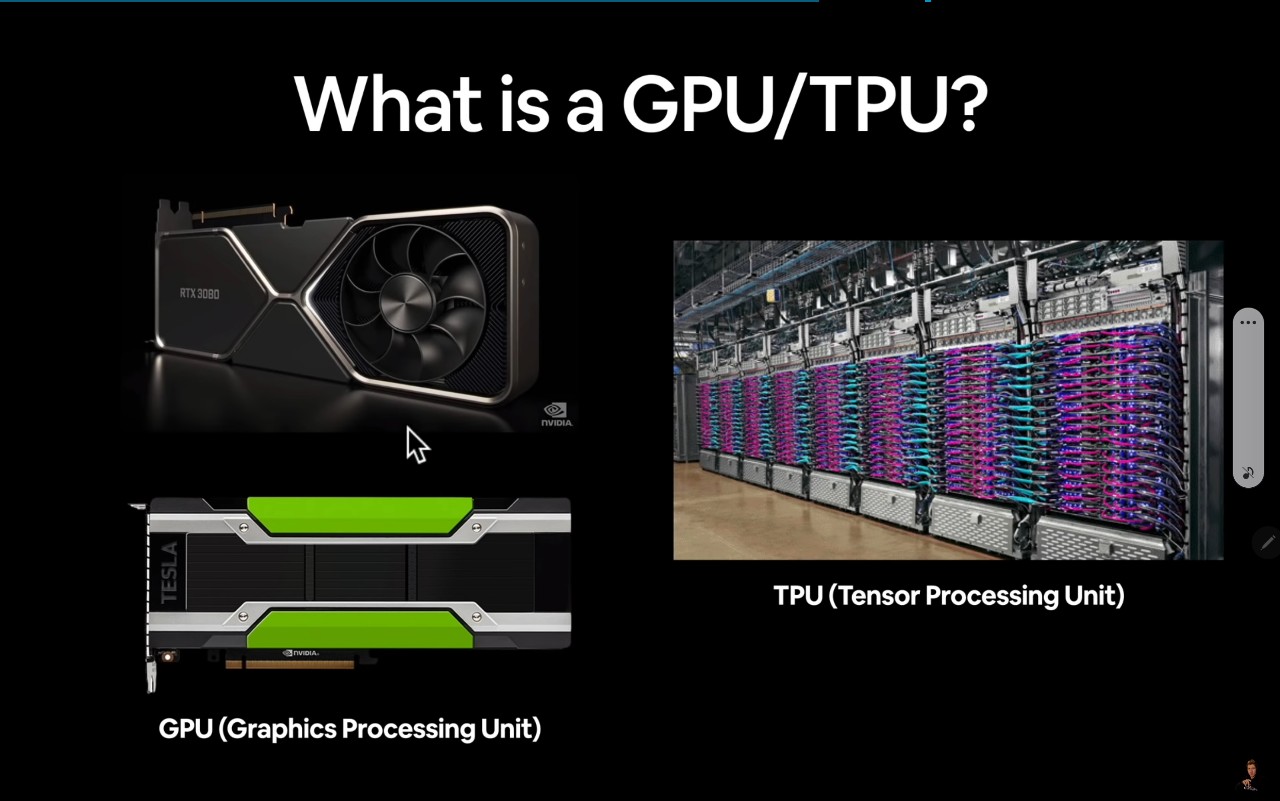 What is a GPU/TPU?
RTX 3080
NVIDIA.
TESLA
NVIDIA.
GPU (Graphics Processing Unit)
TPU (Tensor Processing Unit)